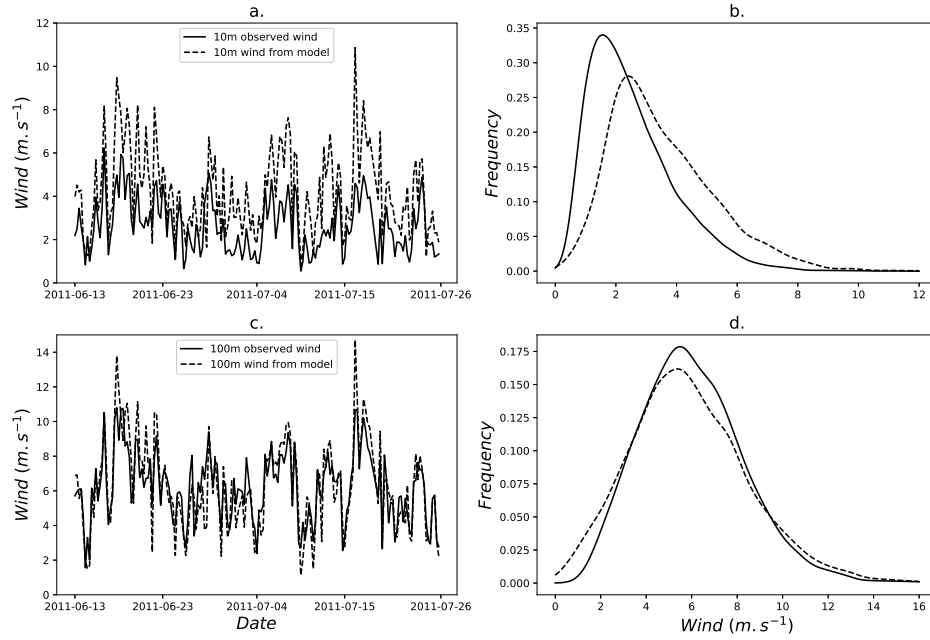 a.
Wind (m.s⁻¹)
12
10
8
6
4
2
0
10m observed wind
10m wind from model
2011-06-13 2011-06-23 2011-07-04 2011-07-15 2011-07-26
b.
Frequency
0.35
0.30
0.25
0.20
0.15
0.10
0.05
0.00
0 2 4 6 8 10 12
c.
Wind (m.s⁻¹)
14
12
10
8
6
4
2
0
100m observed wind
100m wind from model
2011-06-13 2011-06-23 2011-07-04 2011-07-15 2011-07-26
Date
d.
Frequency
0.175
0.150
0.125
0.100
0.075
0.050
0.025
0.000
0 2 4 6 8 10 12 14 16
Wind (m.s⁻¹)